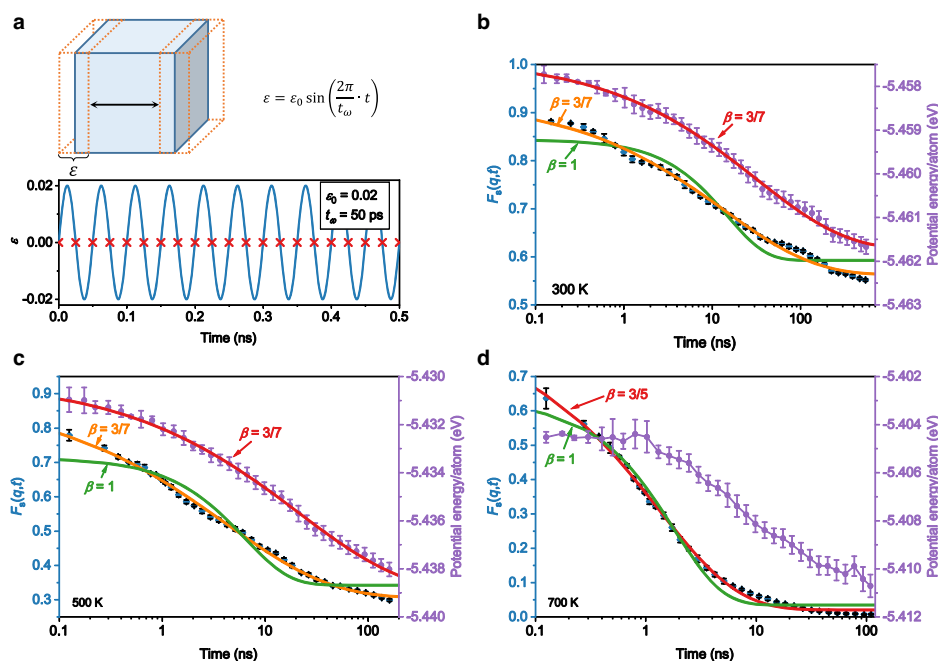 a
ε = ε₀ sin(2π/tω · t)
ε
0.02
0.00
-0.02
ε
ε₀ = 0.02
tω = 50 ps
0.0 0.1 0.2 0.3 0.4 0.5
Time (ns)
b
1.0
0.9
0.8
0.7
0.6
0.5
Fs(q,t)
β = 3/7
β = 3/7
β = 1
300 K
-5.458
-5.459
-5.460
-5.461
-5.462
-5.463
Potential energy/atom (eV)
0.1 1 10 100
Time (ns)
c
0.9
0.8
0.7
0.6
0.5
0.4
0.3
Fs(q,t)
β = 3/7
β = 3/7
β = 1
500 K
-5.430
-5.432
-5.434
-5.436
-5.438
-5.440
Potential energy/atom (eV)
0.1 1 10 100
Time (ns)
d
0.7
0.6
0.5
0.4
0.3
0.2
0.1
0.0
Fs(q,t)
β = 3/5
β = 1
700 K
-5.402
-5.404
-5.406
-5.408
-5.410
-5.412
Potential energy/atom (eV)
0.1 1 10 100
Time (ns)